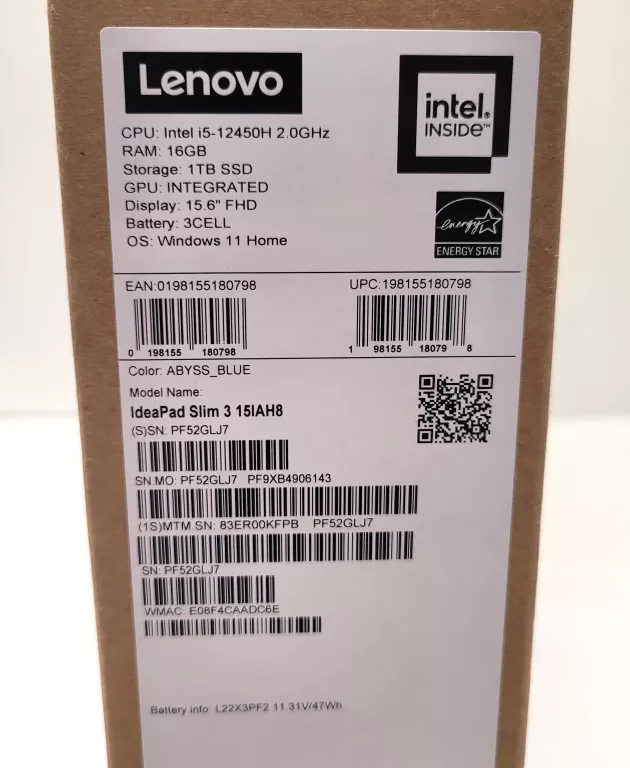 Lenovo
intel.
INSIDE™
CPU: Intel i5-12450H 2.0GHz
RAM: 16GB
Storage: 1TB SSD
GPU: INTEGRATED
Display: 15.6" FHD
Battery: 3CELL
OS: Windows 11 Home
energy
ENERGY STAR
EAN:0198155180798
UPC:198155180798
0 198155 180798
1 98155 18079 8
Color: ABYSS_BLUE
Model Name:
IdeaPad Slim 3 15IAH8
(S)SN: PF52GLJ7
SN.MO: PF52GLJ7 PF9XB4906143
(1S)MTM.SN: 83ER00KFPB PF52GLJ7
SN: PF52GLJ7
WMAC: E08F4CAADC6E
Battery info: L22X3PF2 11.31V/47Wh